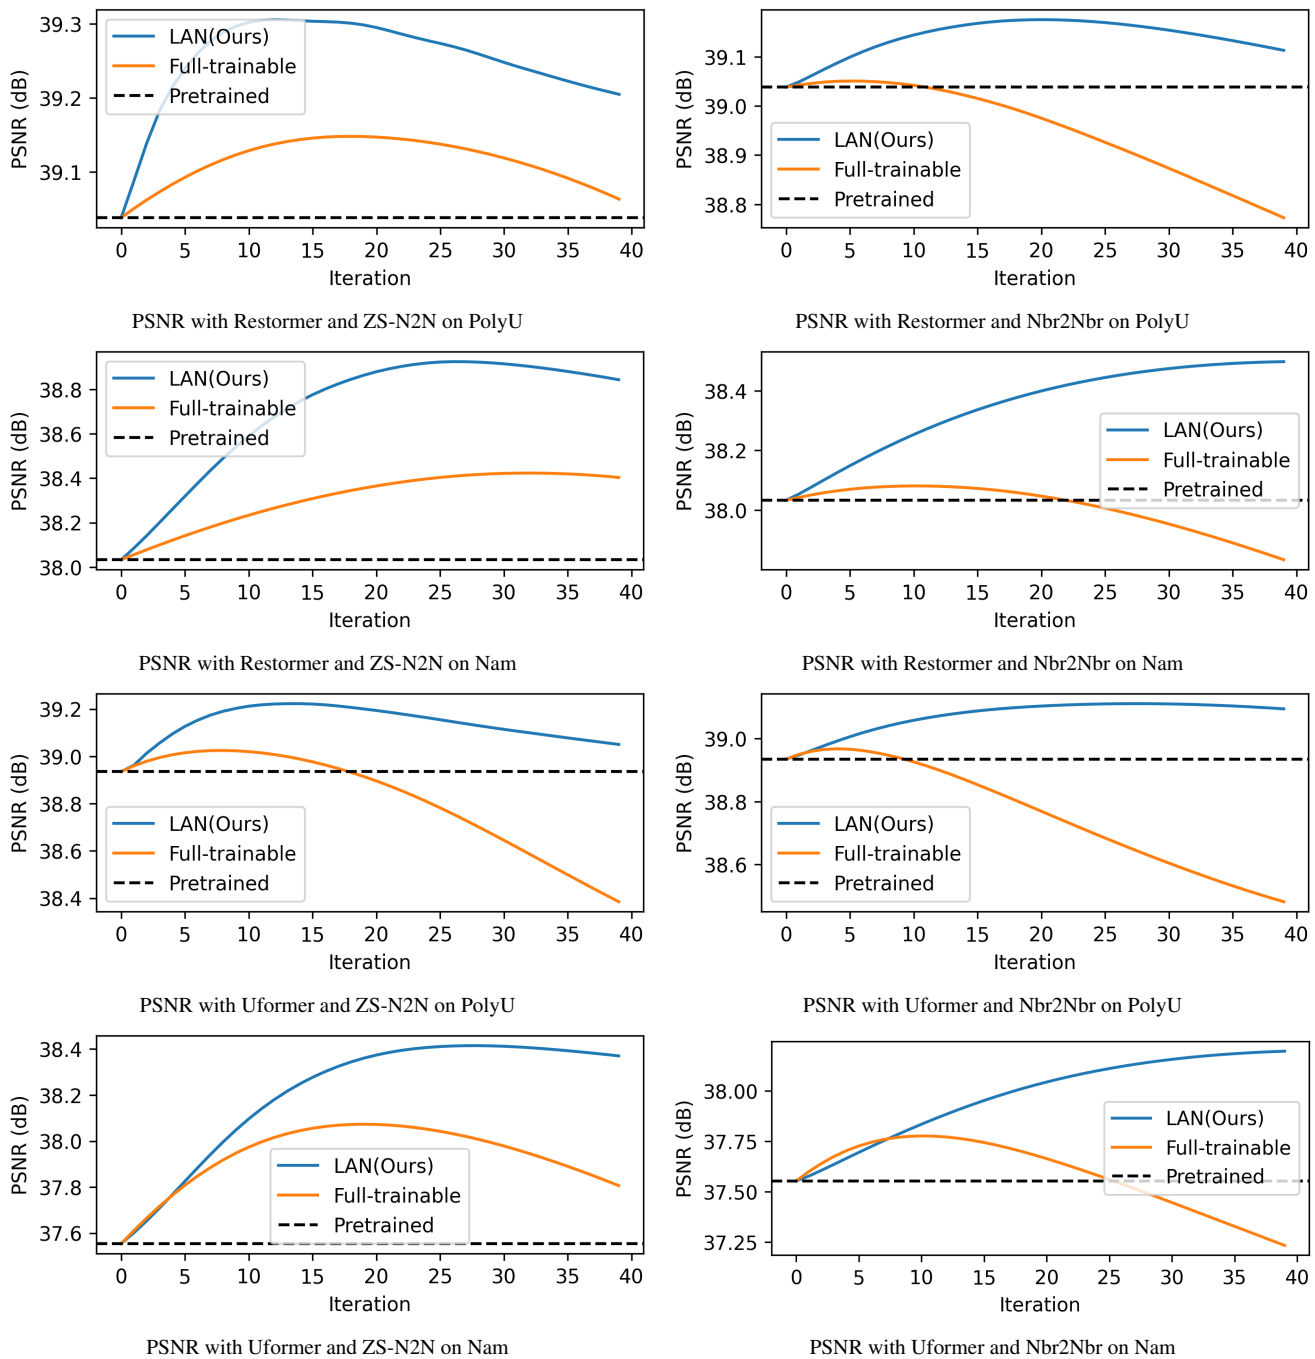 39.3
39.2
39.1
PSNR (dB)
LAN(Ours)
Full-trainable
Pretrained
0 5 10 15 20 25 30 35 40
Iteration
PSNR with Restormer and ZS-N2N on PolyU
39.1
39.0
38.9
38.8
PSNR (dB)
LAN(Ours)
Full-trainable
Pretrained
0 5 10 15 20 25 30 35 40
Iteration
PSNR with Restormer and Nbr2Nbr on PolyU
38.8
38.6
38.4
38.2
38.0
PSNR (dB)
LAN(Ours)
Full-trainable
Pretrained
0 5 10 15 20 25 30 35 40
Iteration
PSNR with Restormer and ZS-N2N on Nam
38.4
38.2
38.0
PSNR (dB)
LAN(Ours)
Full-trainable
Pretrained
0 5 10 15 20 25 30 35 40
Iteration
PSNR with Restormer and Nbr2Nbr on Nam
39.2
39.0
38.8
38.6
38.4
PSNR (dB)
LAN(Ours)
Full-trainable
Pretrained
0 5 10 15 20 25 30 35 40
Iteration
PSNR with Uformer and ZS-N2N on PolyU
39.0
38.8
38.6
PSNR (dB)
LAN(Ours)
Full-trainable
Pretrained
0 5 10 15 20 25 30 35 40
Iteration
PSNR with Uformer and Nbr2Nbr on PolyU
38.4
38.2
38.0
37.8
37.6
PSNR (dB)
LAN(Ours)
Full-trainable
Pretrained
0 5 10 15 20 25 30 35 40
Iteration
PSNR with Uformer and ZS-N2N on Nam
38.00
37.75
37.50
37.25
PSNR (dB)
LAN(Ours)
Full-trainable
Pretrained
0 5 10 15 20 25 30 35 40
Iteration
PSNR with Uformer and Nbr2Nbr on Nam